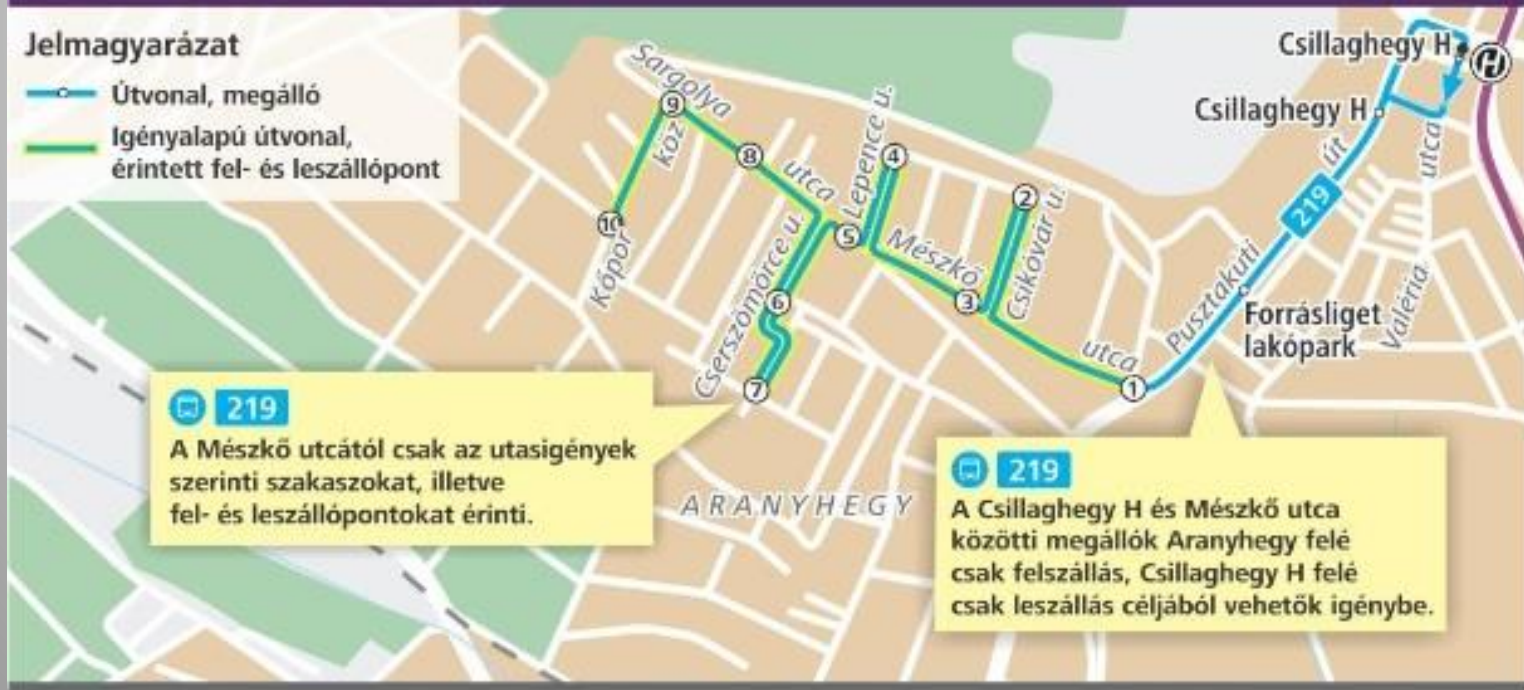 Jelmagyarázat
Útvonal, megálló
Igényalapú útvonal,
érintett fel- és leszállópont
Csillaghegy H
H
Csillaghegy H
Sargolya
utca
köz
Kőpor
Cserszömörce u.
Lepence u.
Mészkő
utca
Csikóvár u.
Pusztakúti
út
219
Valéria
utca
Forrásliget
lakópark
1
2
3
4
5
6
7
8
9
10
219
A Mészkő utcától csak az utasigények
szerinti szakaszokat, illetve
fel- és leszállópontokat érinti.
ARANYHEGY
219
A Csillaghegy H és Mészkő utca
közötti megállók Aranyhegy felé
csak felszállás, Csillaghegy H felé
csak leszállás céljából vehetők igénybe.